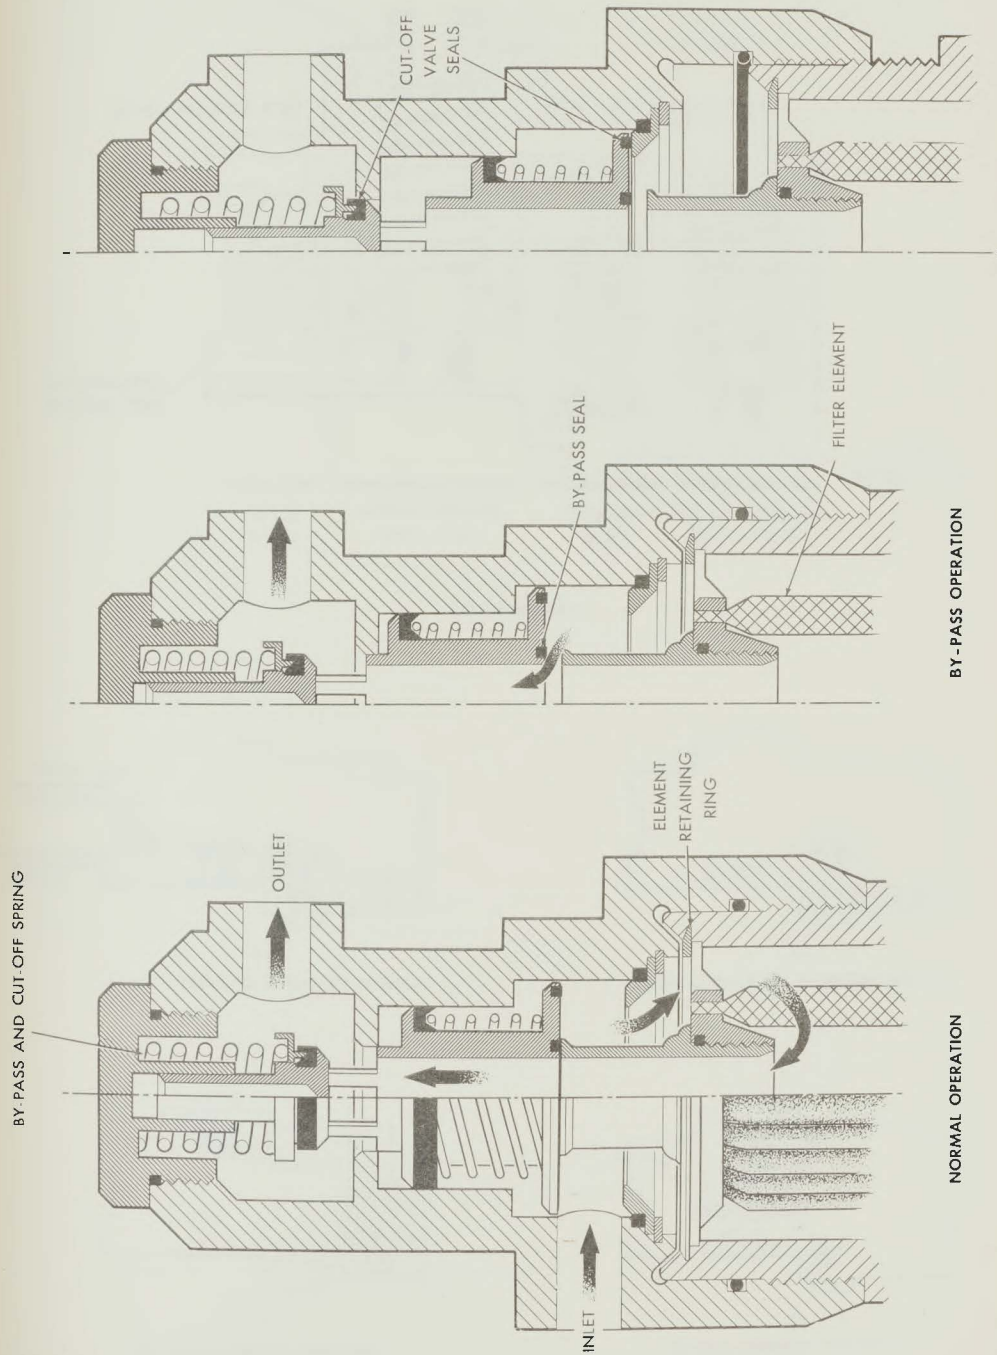 BY-PASS AND CUT-OFF SPRING
OUTLET
INLET
ELEMENT
RETAINING
RING
NORMAL OPERATION
BY-PASS SEAL
FILTER ELEMENT
BY-PASS OPERATION
CUT-OFF
VALVE
SEALS